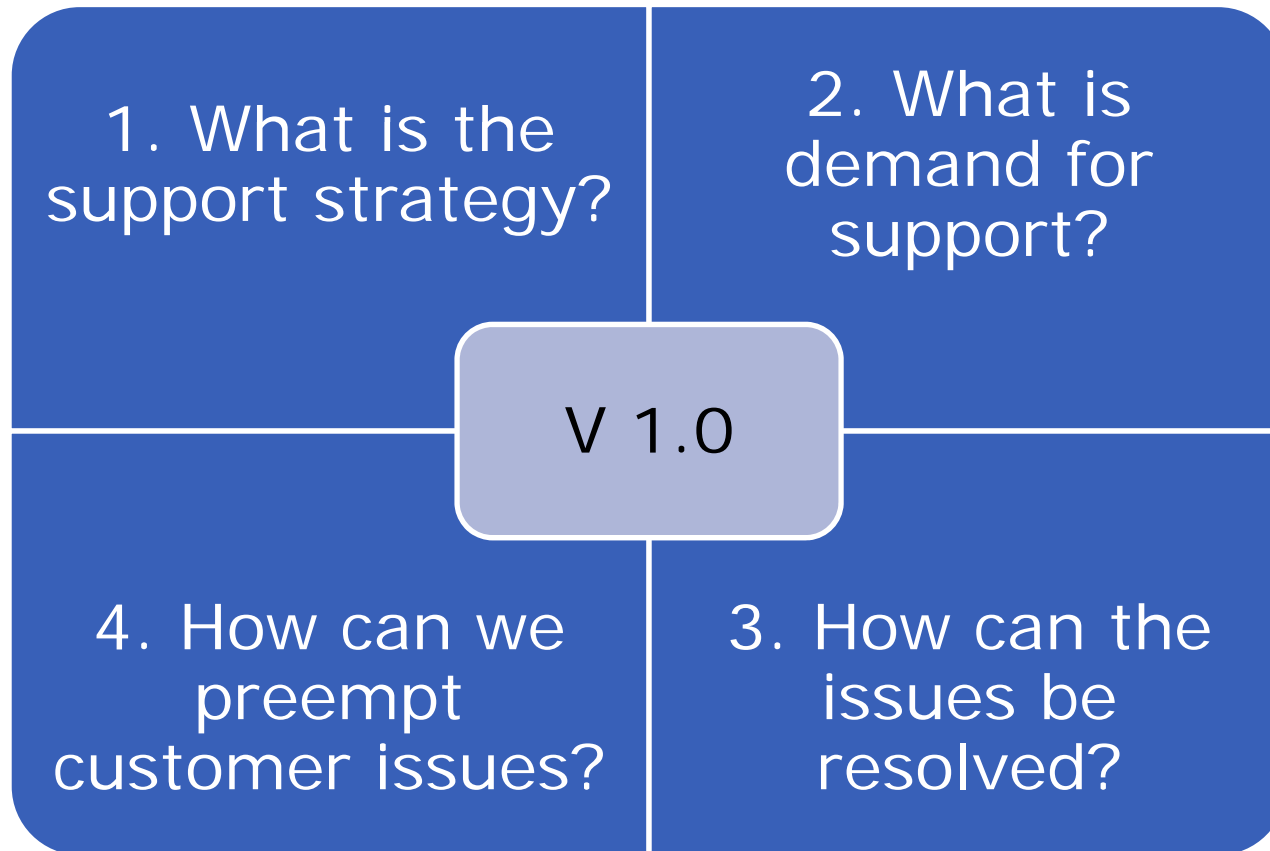 1. What is the
support strategy?
2. What is
demand for
support?
V 1.0
4. How can we
preempt
customer issues?
3. How can the
issues be
resolved?